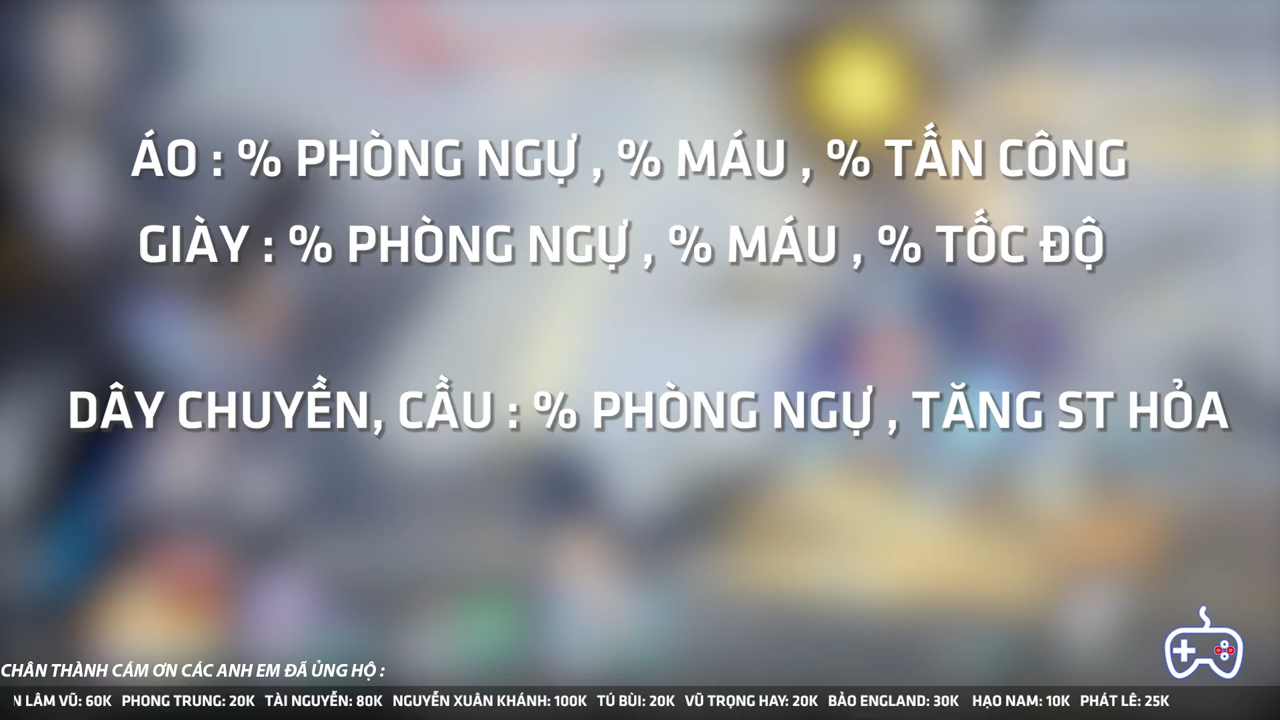 ÁO : % PHÒNG NGỰ , % MÁU , % TẤN CÔNG
GIÀY : % PHÒNG NGỰ , % MÁU , % TỐC ĐỘ
DÂY CHUYỀN, CẦU : % PHÒNG NGỰ , TĂNG ST HỎA
CHÂN THÀNH CÁM ƠN CÁC ANH EM ĐÃ ỦNG HỘ :
N LÂM VŨ: 60K PHONG TRUNG: 20K TÀI NGUYỄN: 80K NGUYỄN XUÂN KHÁNH: 100K TÚ BÙI: 20K VŨ TRỌNG HAY: 20K BẢO ENGLAND: 30K HẠO NAM: 10K PHÁT LÊ: 25K